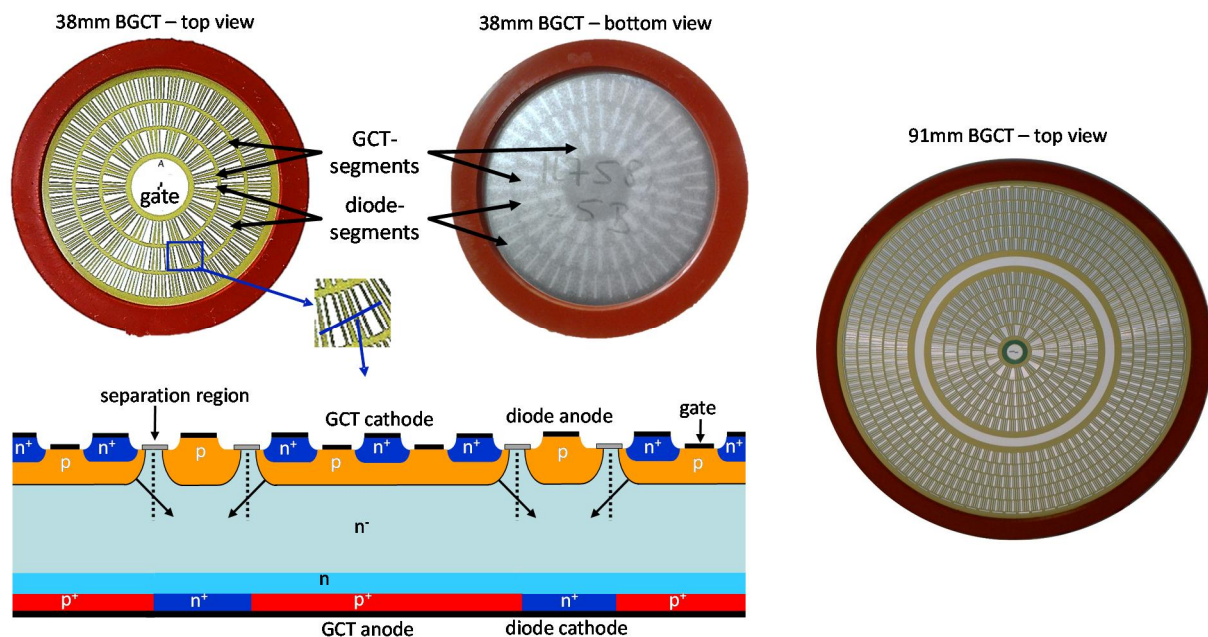 38mm BGCT – top view
38mm BGCT – bottom view
91mm BGCT – top view
GCT-
segments
diode-
segments
A
gate
separation region
GCT cathode
diode anode
gate
n⁺ n⁺ p n⁺ n⁺ n⁺ p n⁺ n⁺
p p p
n⁻
n
p⁺ n⁺ p⁺ n⁺ p⁺
GCT anode
diode cathode